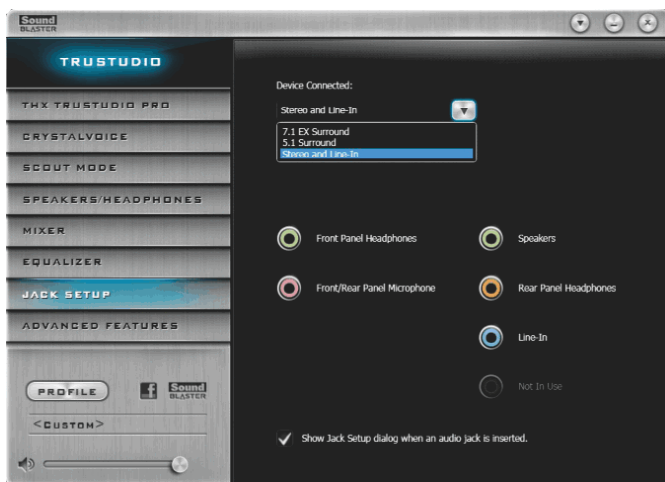 Sound
BLASTER
TRUSTUDIO
THX TRUSTUDIO PRO
CRYSTALVOICE
SCOUT MODE
SPEAKERS/HEADPHONES
MIXER
EQUALIZER
JACK SETUP
ADVANCED FEATURES
PROFILE
f
Sound
BLASTER
<CUSTOM>
Device Connected:
Stereo and Line-In
7.1 EX Surround
5.1 Surround
Stereo and Line-In
Front Panel Headphones
Speakers
Front/Rear Panel Microphone
Rear Panel Headphones
Line-In
Not In Use
Show Jack Setup dialog when an audio jack is inserted.